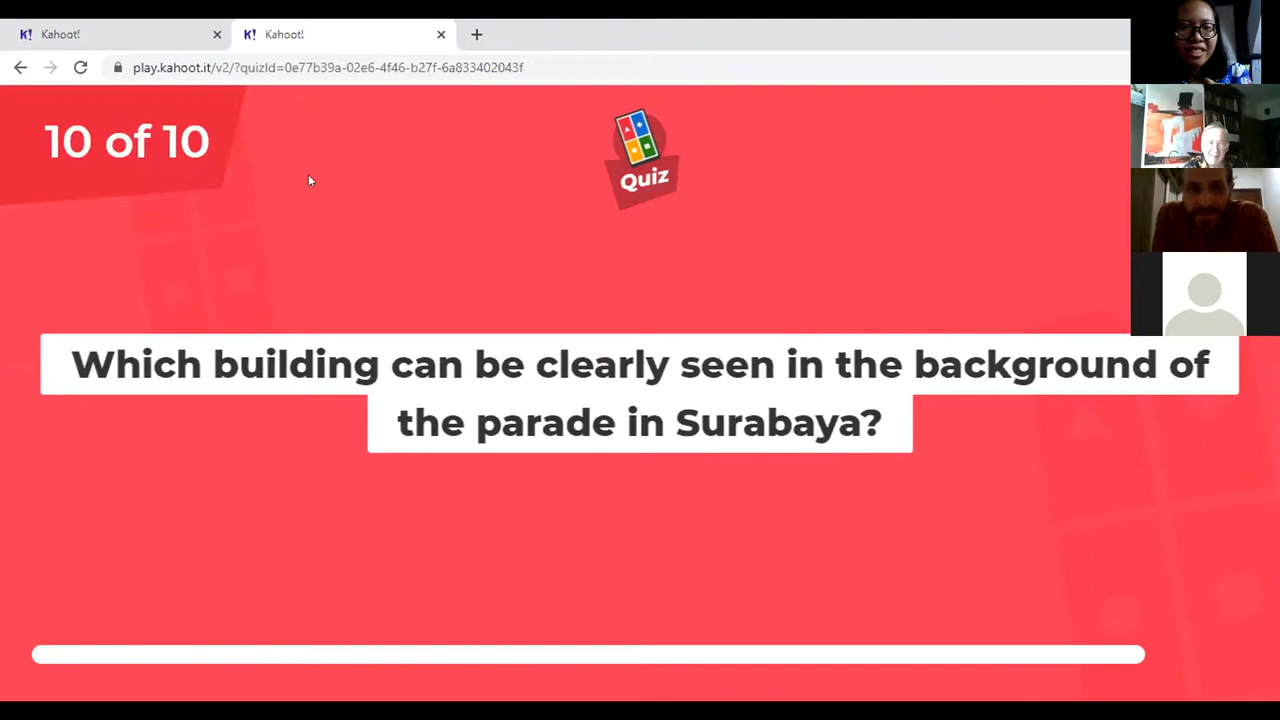 K! Kahoot!
K! Kahoot!
play.kahoot.it/v2/?quizId=0e77b39a-02e6-4f46-b27f-6a833402043f
10 of 10
Quiz
Which building can be clearly seen in the background of
the parade in Surabaya?